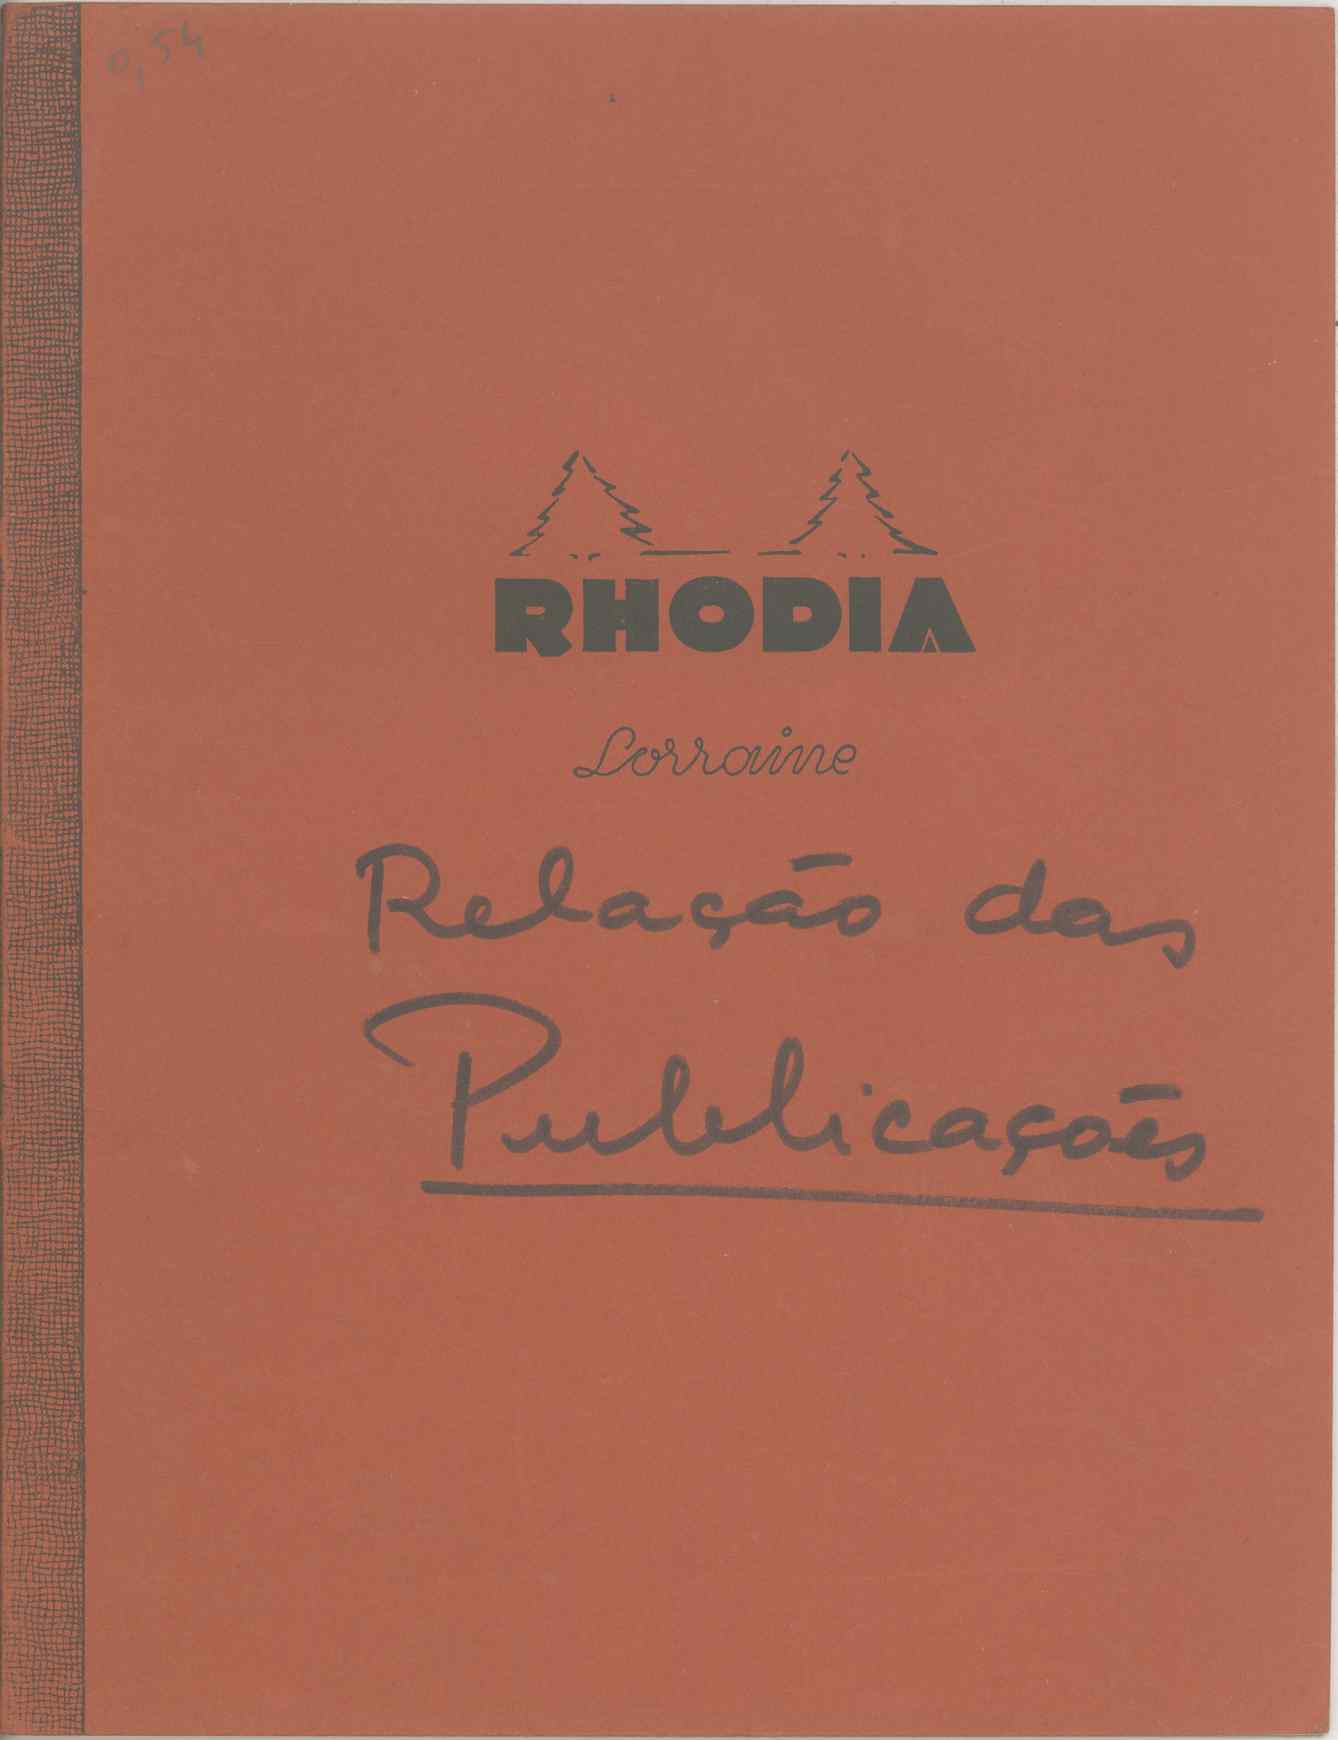 0,54
RHODIA
Lorraine
Relação das
Publicações